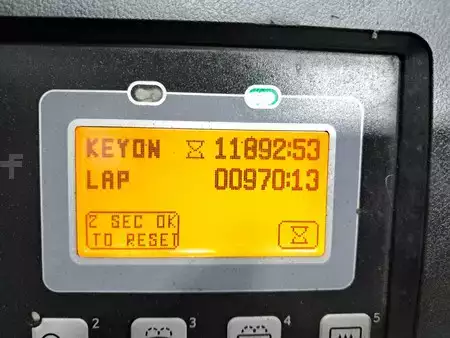 KEYON 11892:53
LAP 00970:13
2 SEC OK
TO RESET
f
2
3
4
5